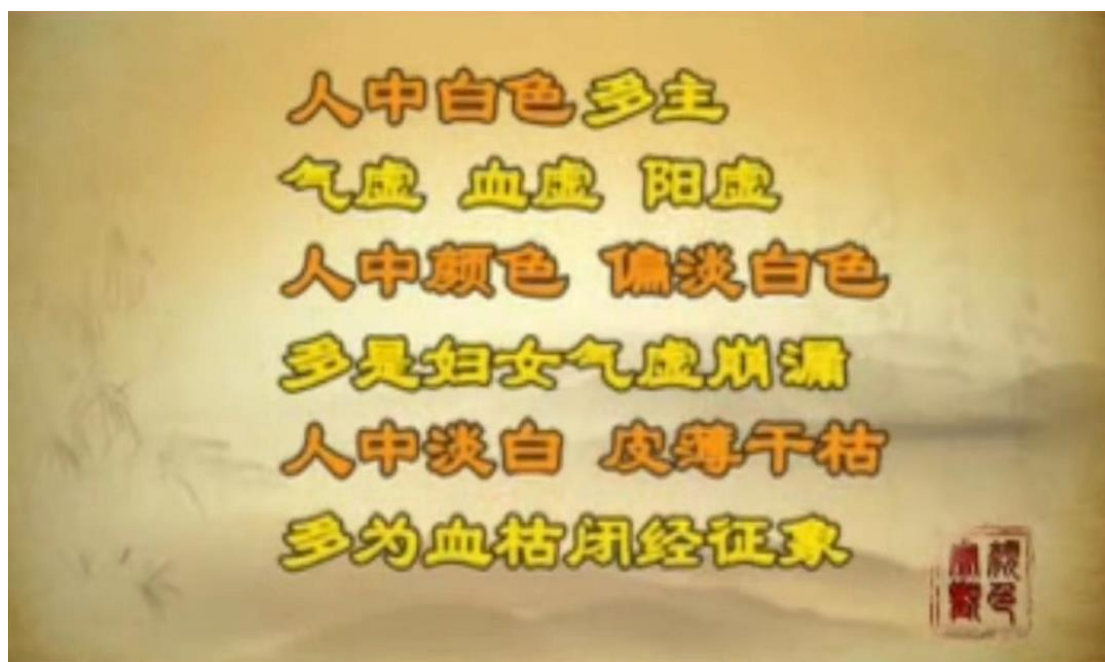 人中白色多主
气虚 血虚 阳虚
人中颜色 偏淡白色
多是妇女气虚崩漏
人中淡白 皮薄干枯
多为血枯闭经征象